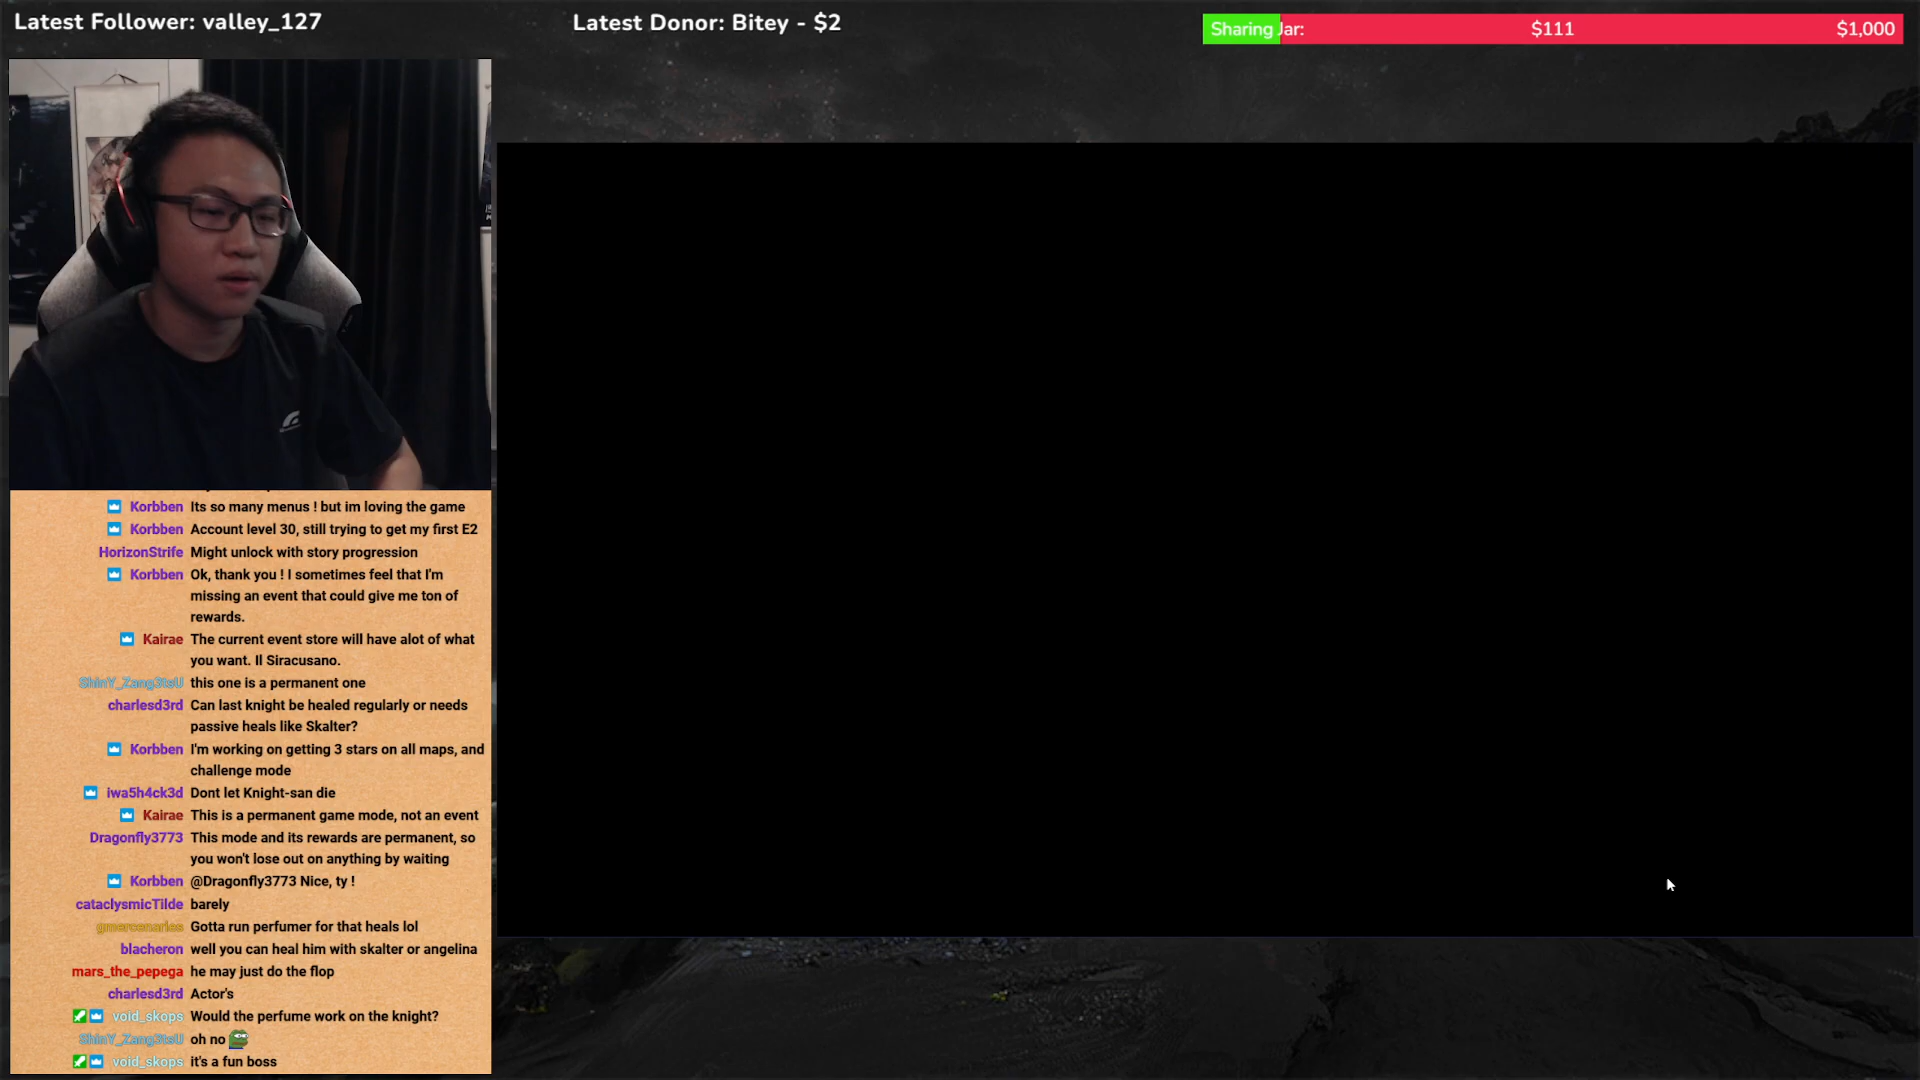 Latest Follower: valley_127
Latest Donor: Bitey - $2
Sharing Jar: $111 $1,000
Korbben Its so many menus ! but im loving the game
Korbben Account level 30, still trying to get my first E2
HorizonStrife Might unlock with story progression
Korbben Ok, thank you ! I sometimes feel that I'm
missing an event that could give me ton of
rewards.
Kairae The current event store will have alot of what
you want. Il Siracusano.
ShinY_Zang3tsU this one is a permanent one
charlesd3rd Can last knight be healed regularly or needs
passive heals like Skalter?
Korbben I'm working on getting 3 stars on all maps, and
challenge mode
iwa5h4ck3d Dont let Knight-san die
Kairae This is a permanent game mode, not an event
Dragonfly3773 This mode and its rewards are permanent, so
you won't lose out on anything by waiting
Korbben @Dragonfly3773 Nice, ty !
cataclysmicTilde barely
gmercenaries Gotta run perfumer for that heals lol
blacheron well you can heal him with skalter or angelina
mars_the_pepega he may just do the flop
charlesd3rd Actor's
void_skops Would the perfume work on the knight?
ShinY_Zang3tsU oh no
void_skops it's a fun boss